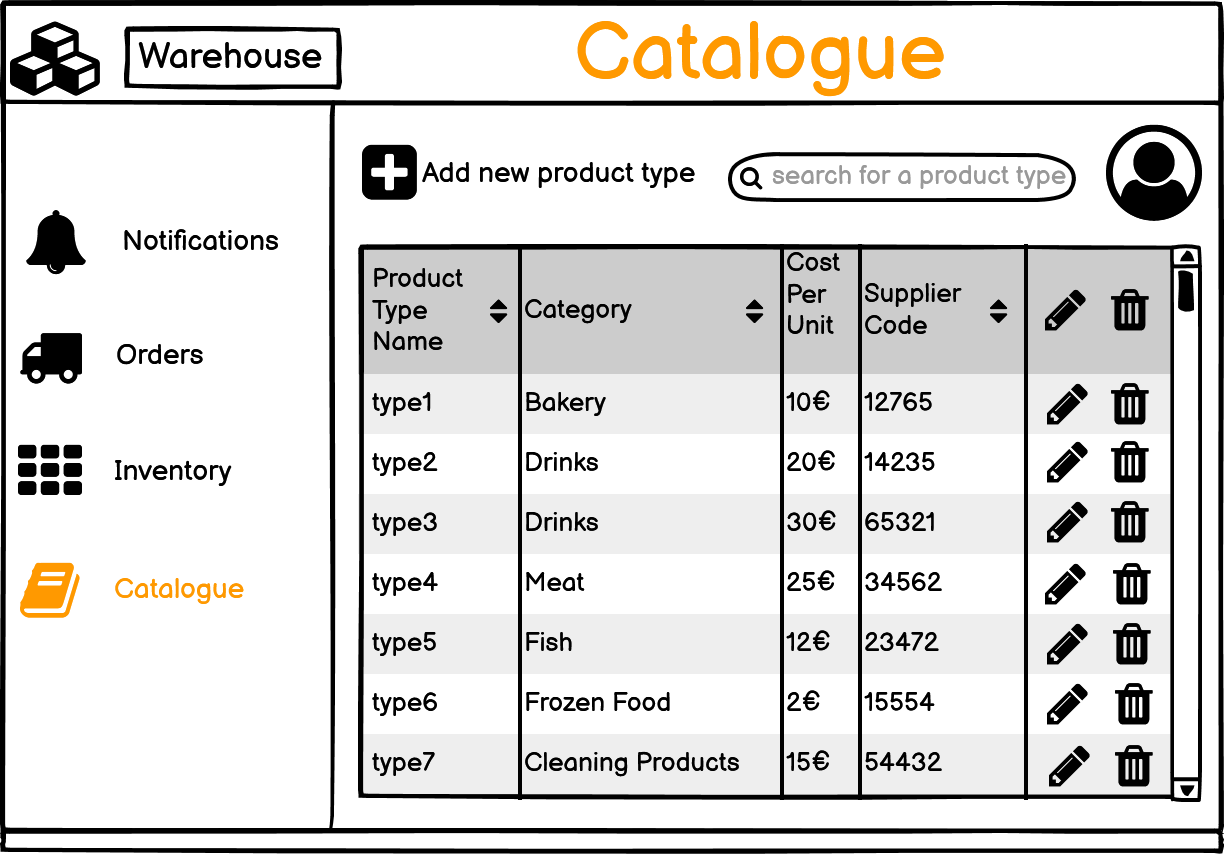 Warehouse
Catalogue
Add new product type
search for a product type
Notifications
Orders
Inventory
Catalogue
Product Type Name Category Cost Per Unit Supplier Code
type1 Bakery 10€ 12765
type2 Drinks 20€ 14235
type3 Drinks 30€ 65321
type4 Meat 25€ 34562
type5 Fish 12€ 23472
type6 Frozen Food 2€ 15554
type7 Cleaning Products 15€ 54432